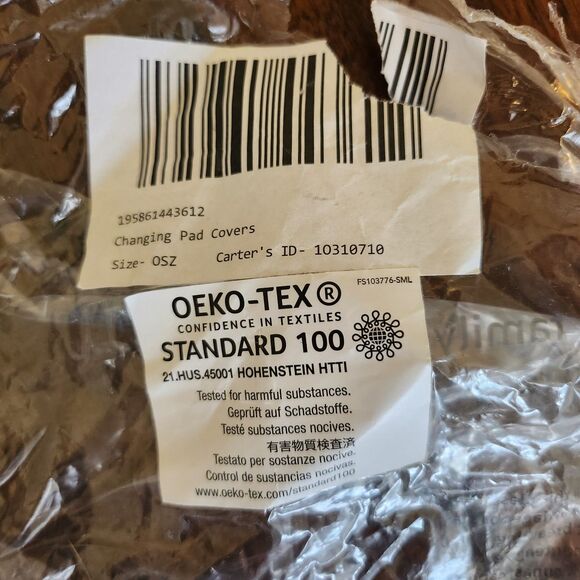 195861443612
Changing Pad Covers
Size- OSZ Carter's ID- 1O310710
FS103776-SML
OEKO-TEX®
CONFIDENCE IN TEXTILES
STANDARD 100
21.HUS.45001 HOHENSTEIN HTTI
Tested for harmful substances.
Geprüft auf Schadstoffe.
Testé substances nocives.
有害物質検査済
Testato per sostanze nocive.
Control de sustancias nocivas.
www.oeko-tex.com/standard100
family